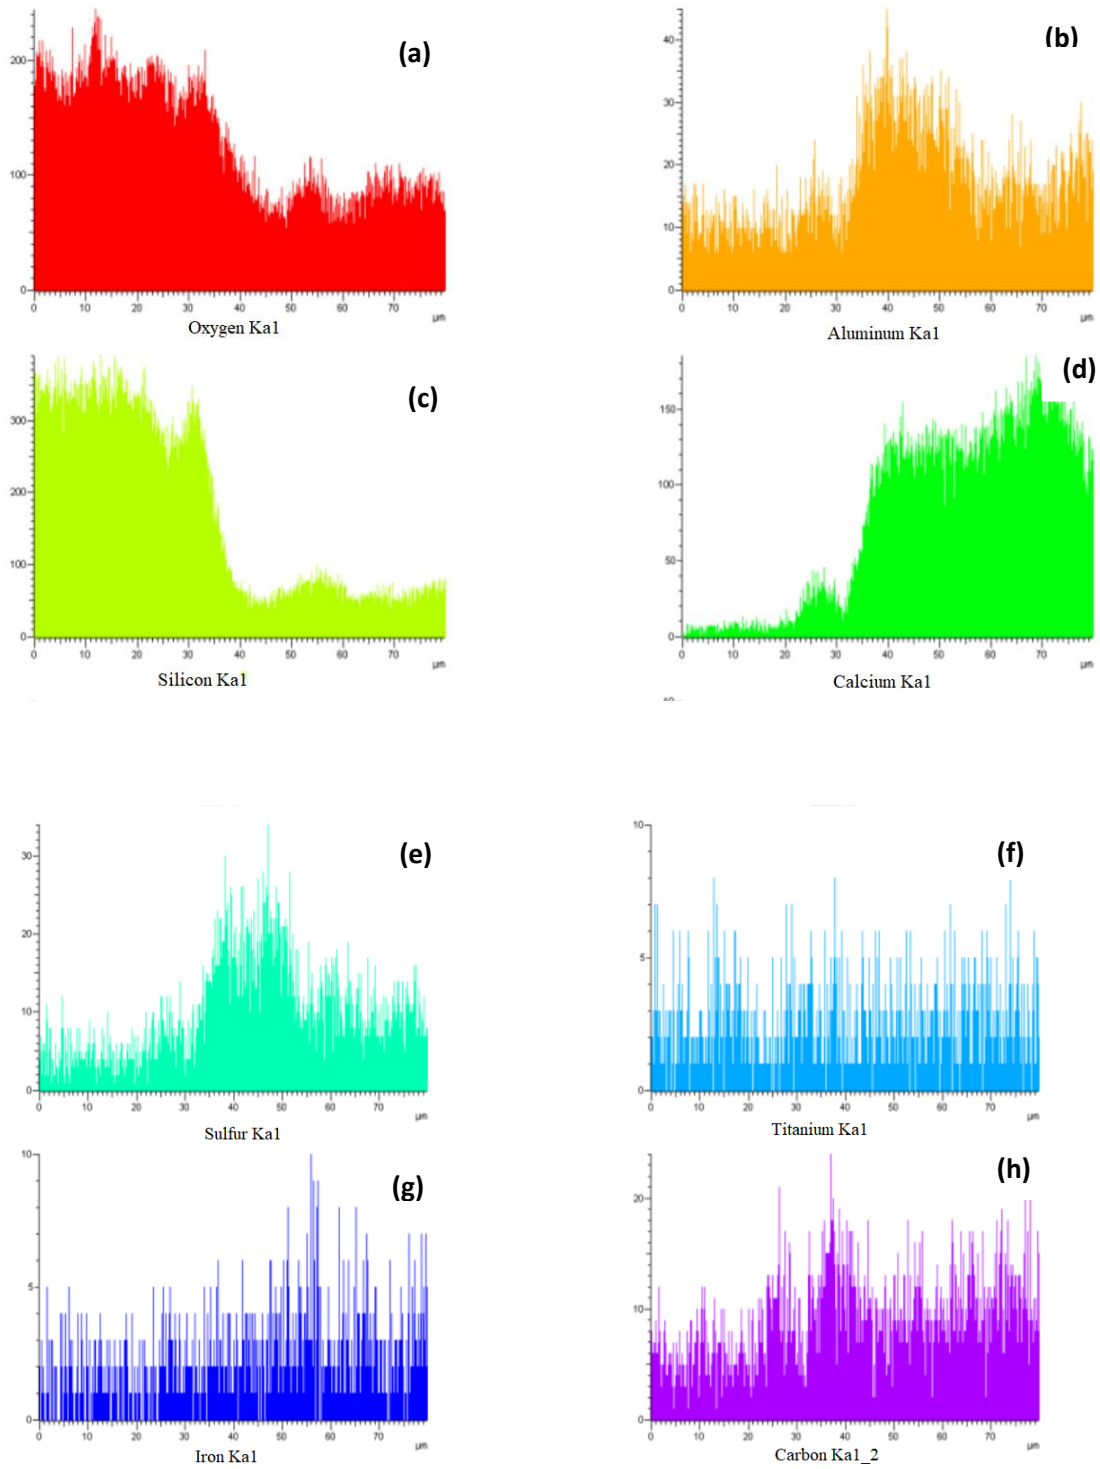 (a)
200
100
0
0 10 20 30 40 50 60 70
µm
Oxygen Ka1
(b)
40
30
20
10
0
0 10 20 30 40 50 60 70
µm
Aluminum Ka1
(c)
300
200
100
0
0 10 20 30 40 50 60 70
µm
Silicon Ka1
(d)
150
100
50
0
0 10 20 30 40 50 60 70
µm
Calcium Ka1
(e)
30
20
10
0
0 10 20 30 40 50 60 70
µm
Sulfur Ka1
(f)
10
5
0
0 10 20 30 40 50 60 70
µm
Titanium Ka1
(g)
10
5
0
0 10 20 30 40 50 60 70
µm
Iron Ka1
(h)
20
10
0
0 10 20 30 40 50 60 70
µm
Carbon Ka1_2